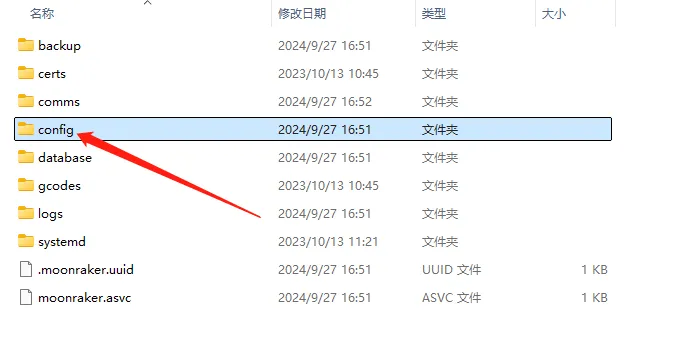 名称 修改日期 类型 大小
backup 2024/9/27 16:51 文件夹
certs 2023/10/13 10:45 文件夹
comms 2024/9/27 16:52 文件夹
config 2024/9/27 16:51 文件夹
database 2024/9/27 16:51 文件夹
gcodes 2023/10/13 10:45 文件夹
logs 2024/9/27 16:51 文件夹
systemd 2023/10/13 11:21 文件夹
.moonraker.uuid 2024/9/27 16:51 UUID 文件 1 KB
moonraker.asvc 2024/9/27 16:51 ASVC 文件 1 KB